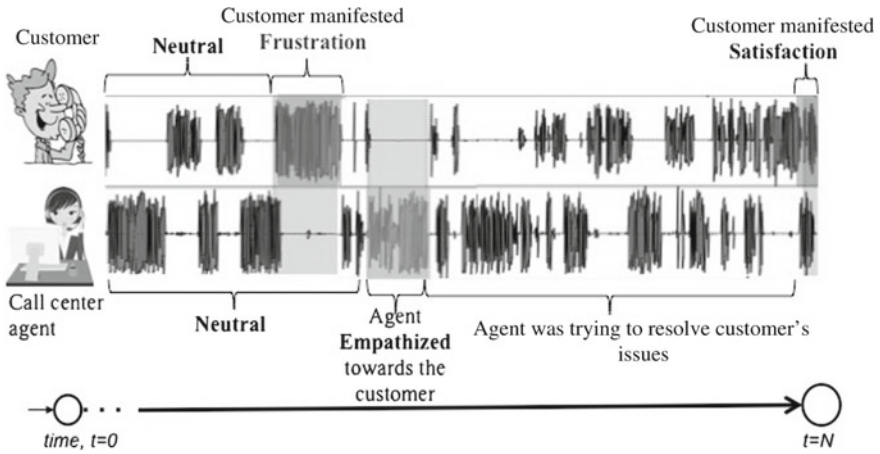 Customer
Neutral
Customer manifested
Frustration
Customer manifested
Satisfaction
Call center
agent
Neutral
Agent
Empathized
towards the
customer
Agent was trying to resolve customer's
issues
time, t=0
t=N